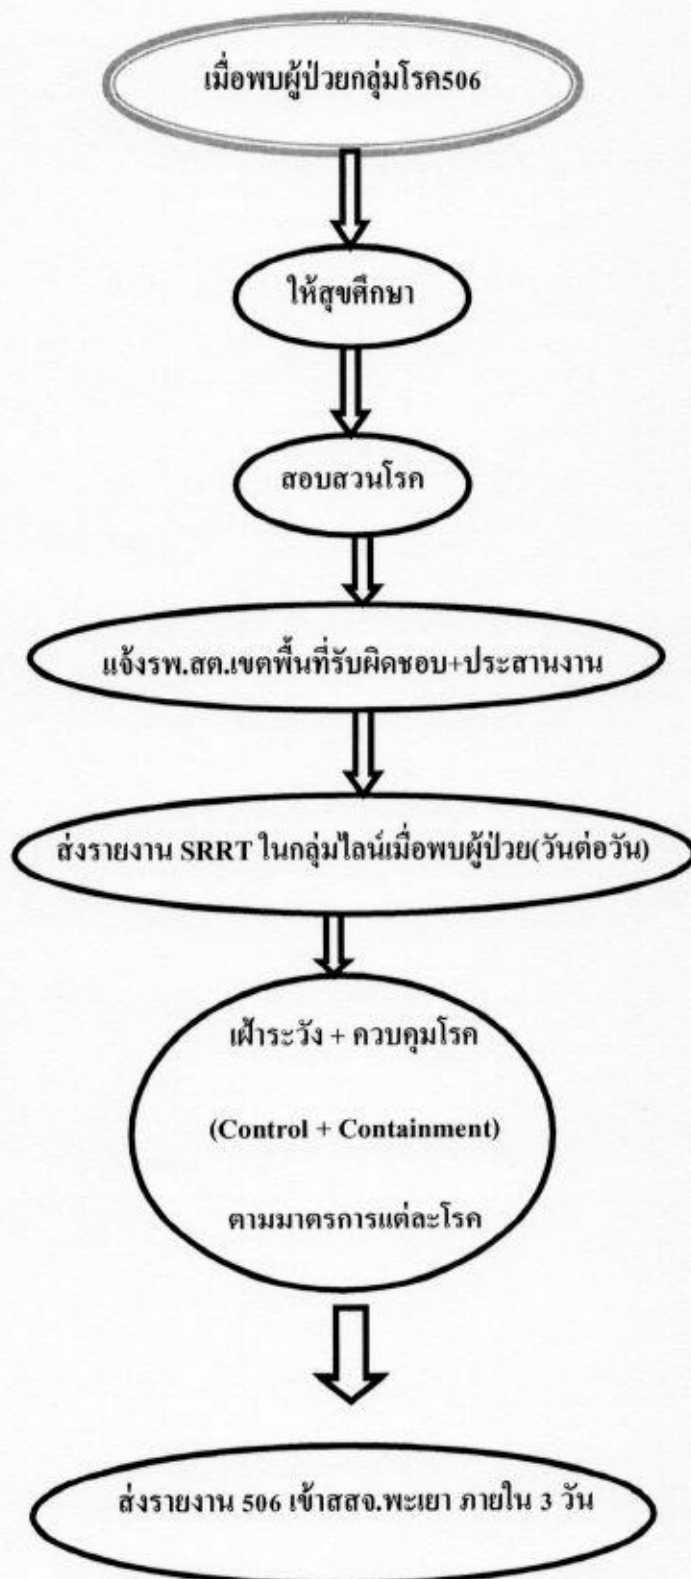 เมื่อพบผู้ป่วยกลุ่มโรค506
ให้สุขศึกษา
สอบสวนโรค
แจ้งรพ.สต.เขตพื้นที่รับผิดชอบ+ประสานงาน
ส่งรายงาน SRRT ในกลุ่มไลน์เมื่อพบผู้ป่วย(วันต่อวัน)
เฝ้าระวัง + ควบคุมโรค
(Control + Containment)
ตามมาตรการแต่ละโรค
ส่งรายงาน 506 เข้าสสจ.พะเยา ภายใน 3 วัน